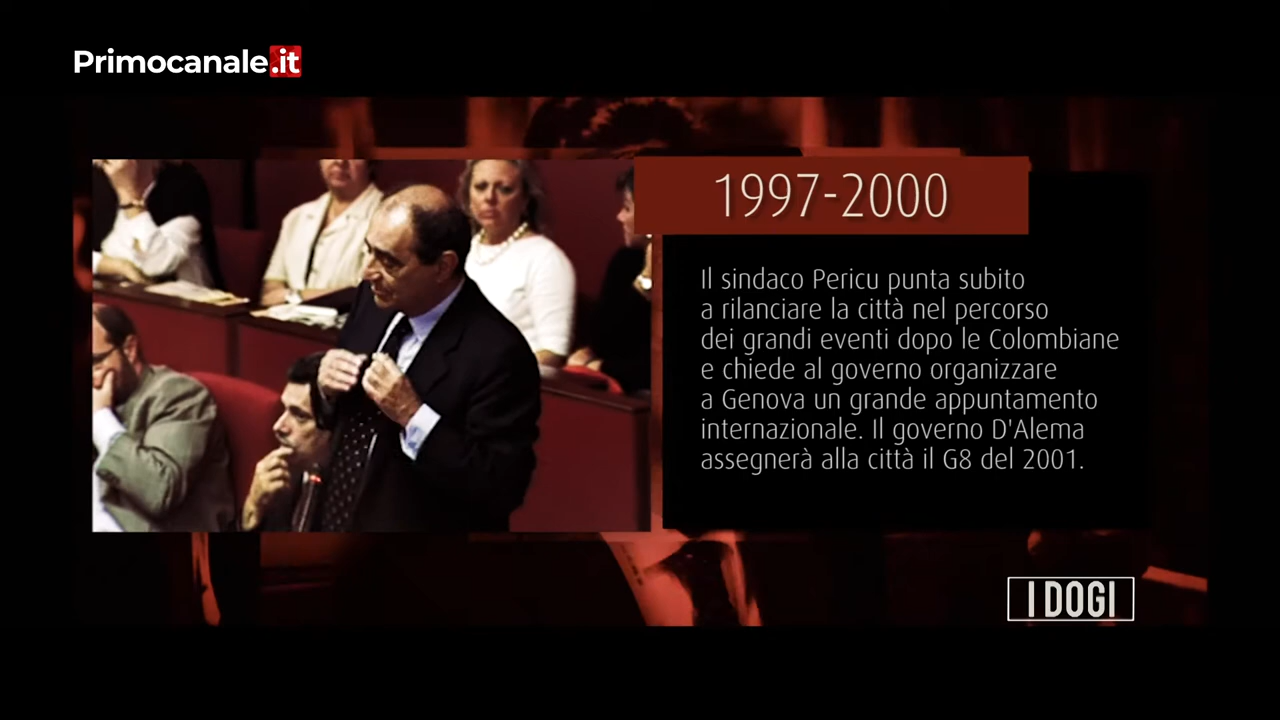 Primocanale.it
1997-2000
Il sindaco Pericu punta subito
a rilanciare la città nel percorso
dei grandi eventi dopo le Colombiane
e chiede al governo organizzare
a Genova un grande appuntamento
internazionale. Il governo D'Alema
assegnerà alla città il G8 del 2001.
I DOGI